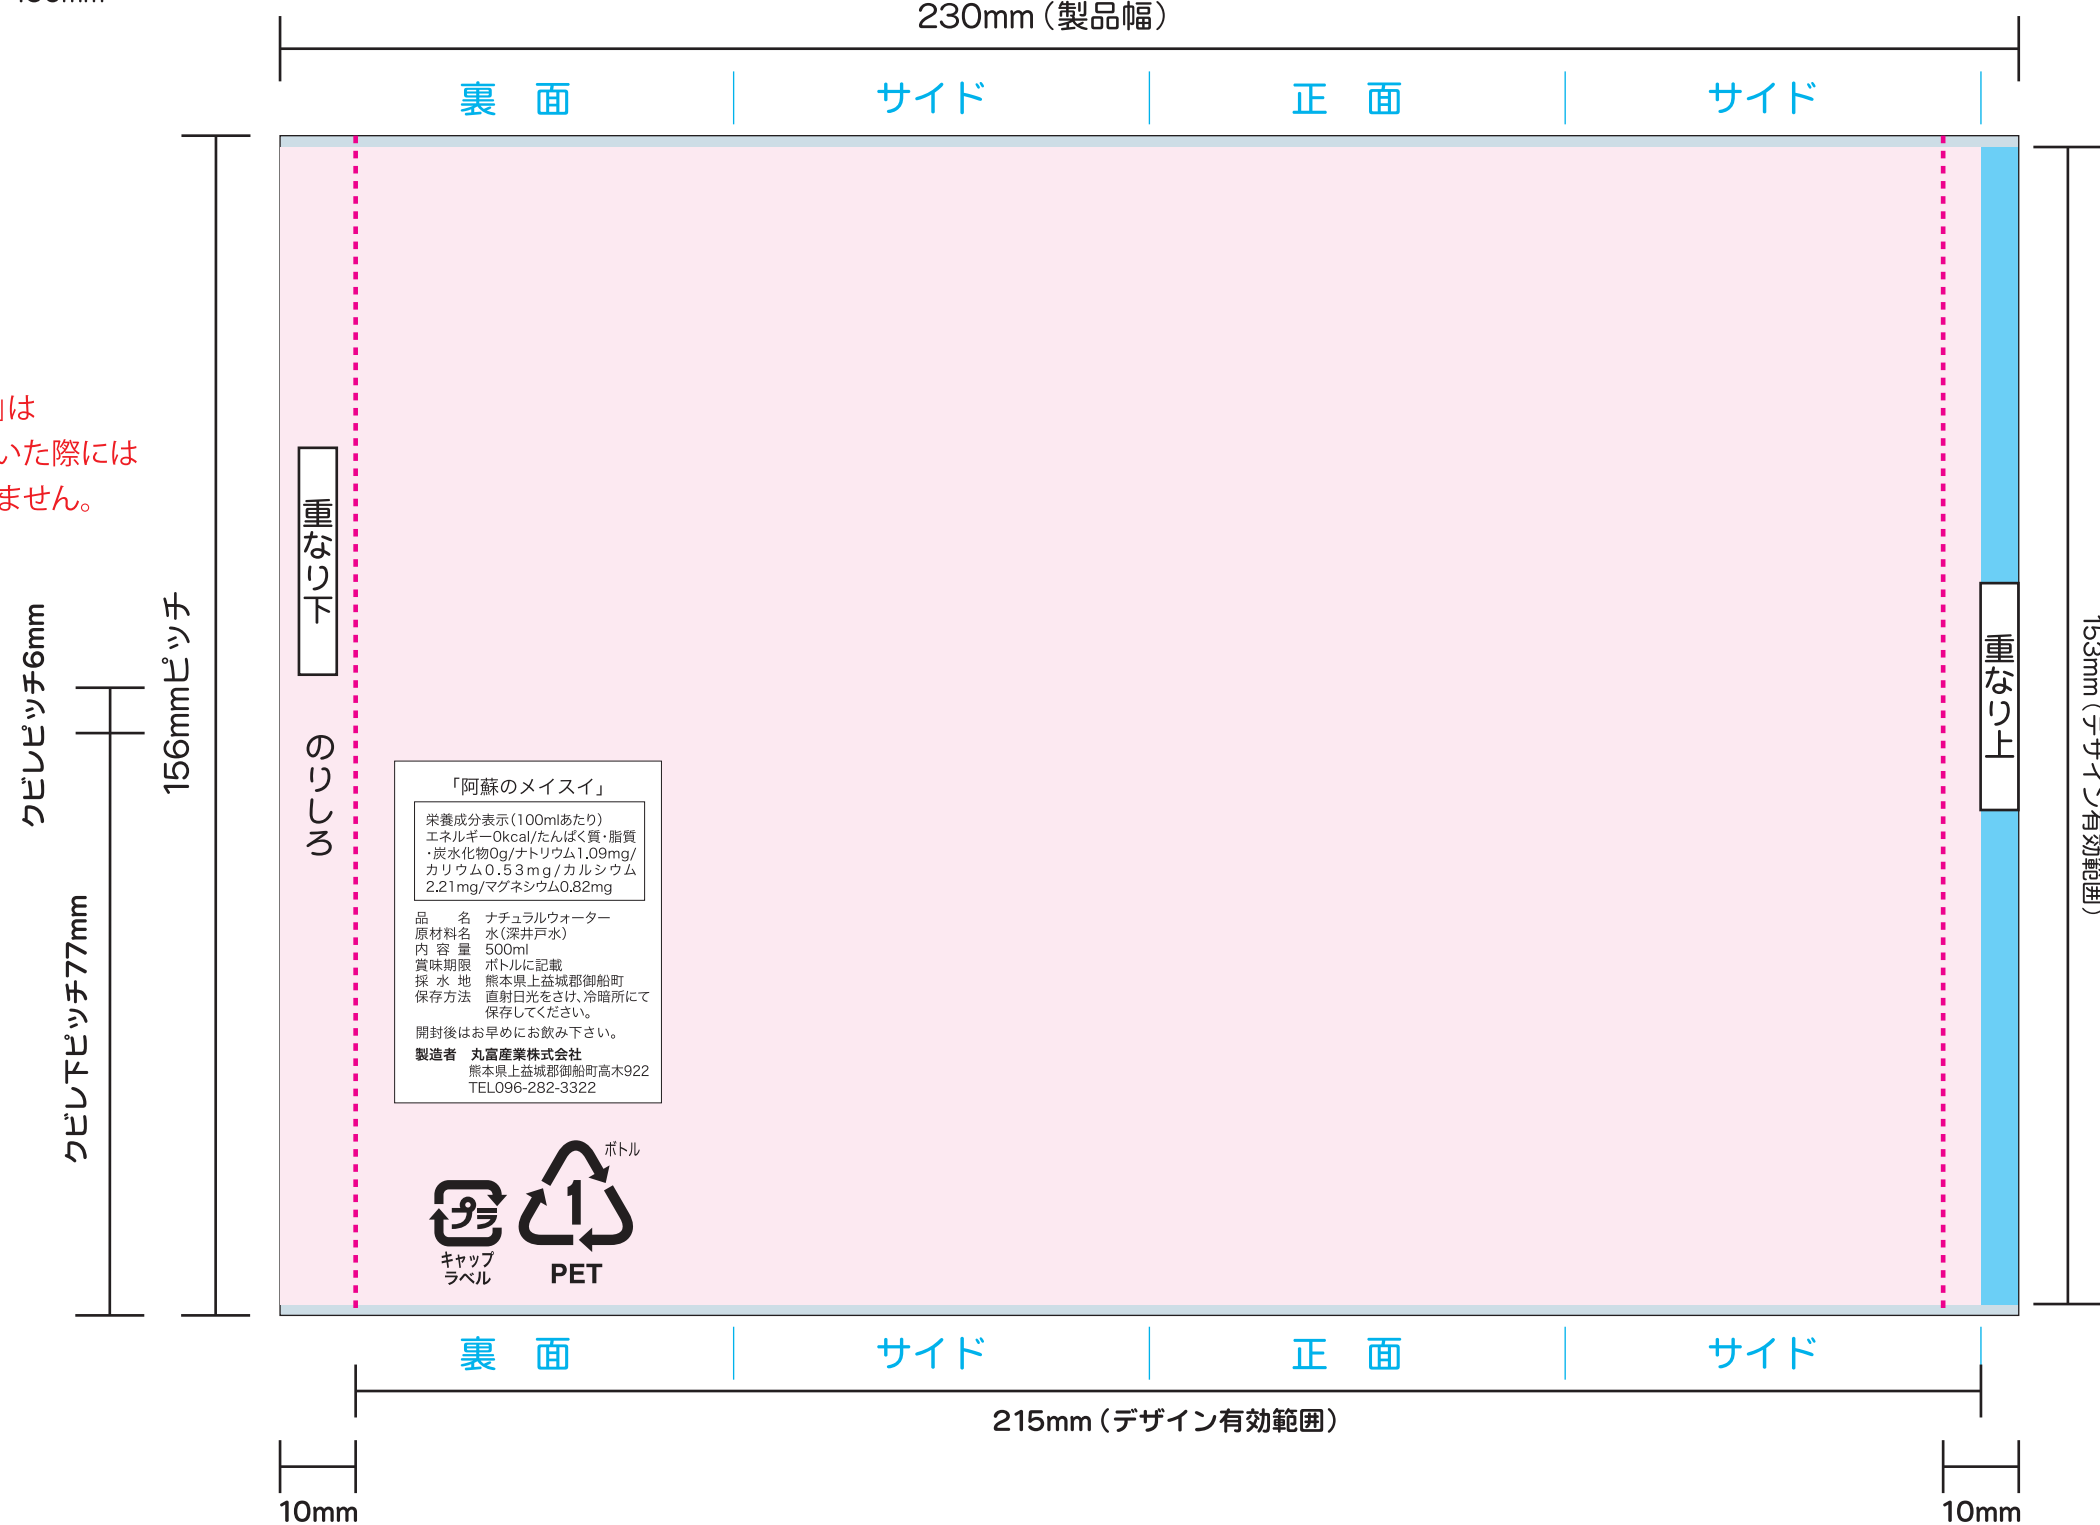 230mm（製品幅）
裏　面
サイド
正　面
サイド
は
いた際には
ません。
重なり下
のりしろ
重なり上
156mmピッチ
クビレピッチ6mm
クビレ下ピッチ77mm
153mm（デザイン有効範囲）
「阿蘇のメイスイ」
栄養成分表示（100mlあたり）
エネルギー0kcal/たんぱく質・脂質
・炭水化物0g/ナトリウム1.09mg/
カリウム0.53mg/カルシウム
2.21mg/マグネシウム0.82mg
品　名　ナチュラルウォーター
原材料名　水（深井戸水）
内容量　500ml
賞味期限　ボトルに記載
採水地　熊本県上益城郡御船町
保存方法　直射日光をさけ、冷暗所にて
保存してください。
開封後はお早めにお飲み下さい。
製造者　丸富産業株式会社
熊本県上益城郡御船町高木922
TEL096-282-3322
プラ
キャップ
ラベル
1
ボトル
PET
裏　面
サイド
正　面
サイド
215mm（デザイン有効範囲）
10mm
10mm